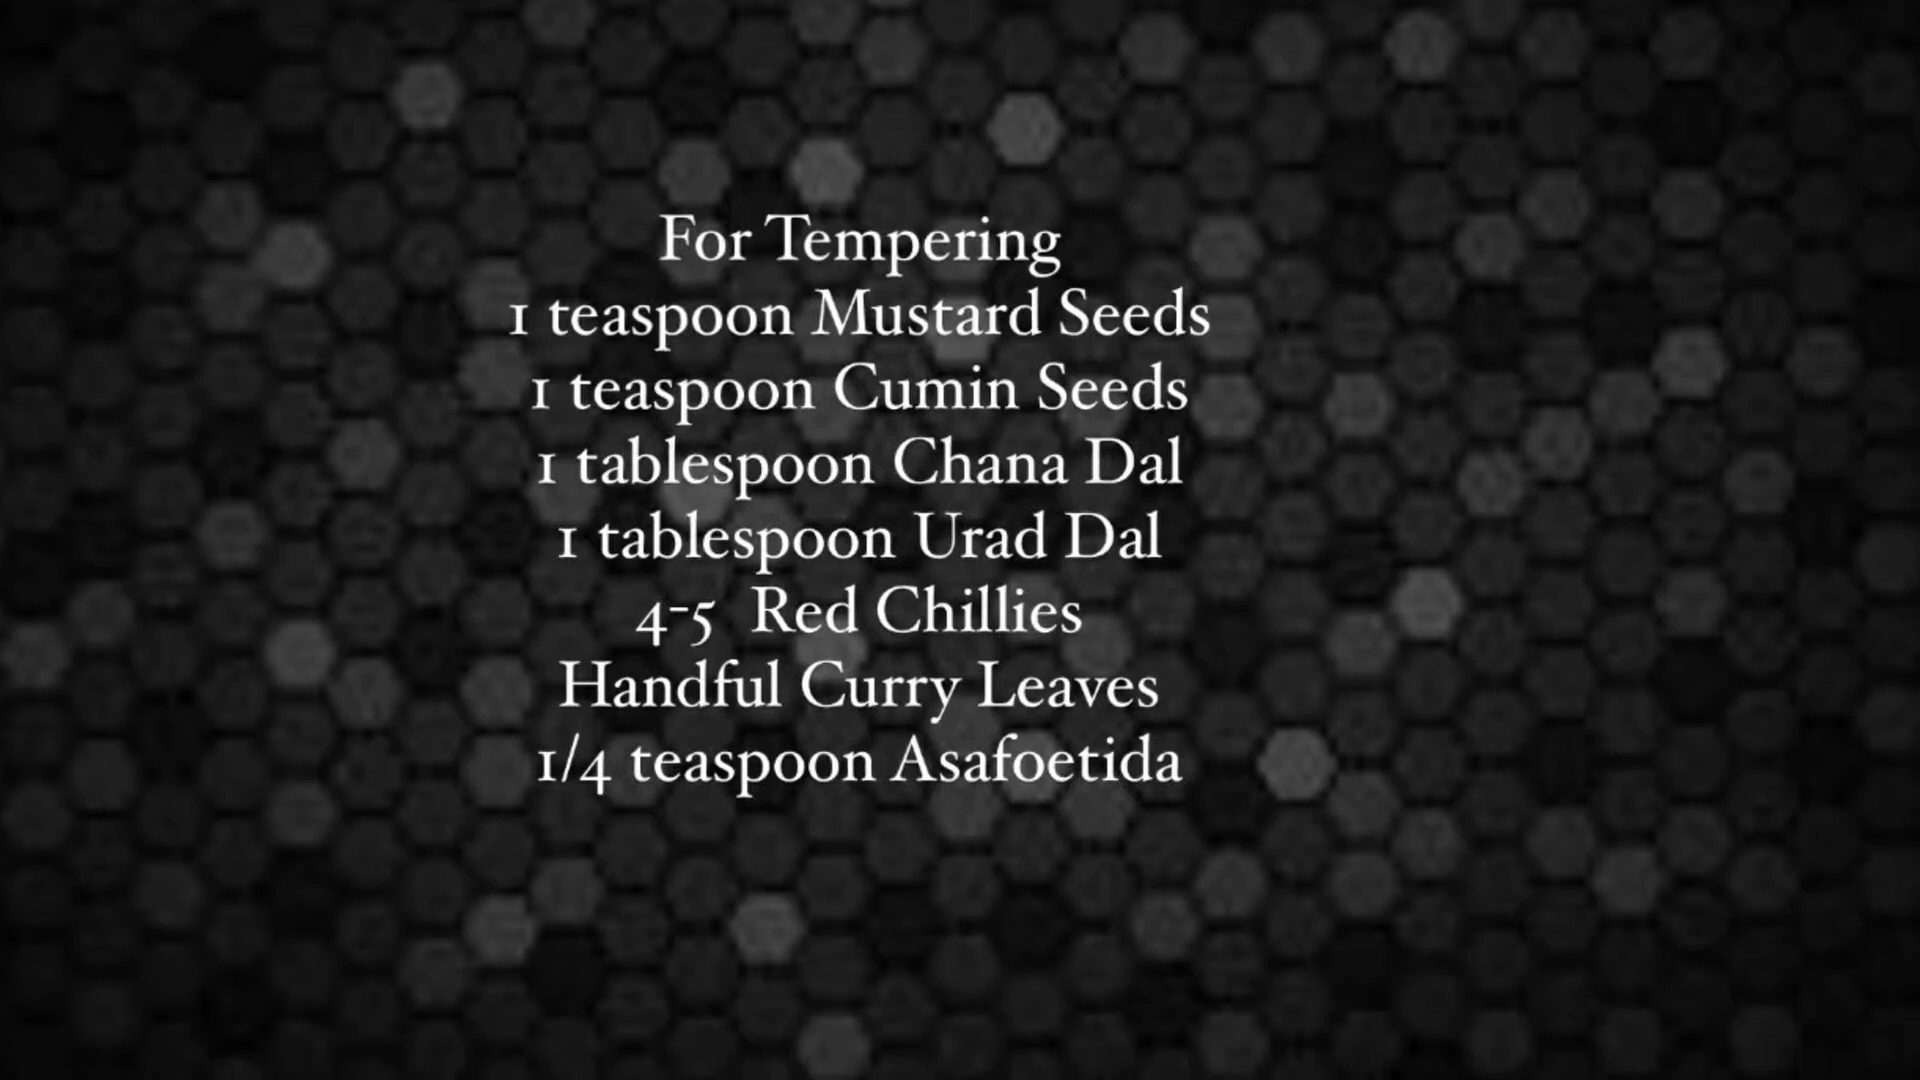 For Tempering
1 teaspoon Mustard Seeds
1 teaspoon Cumin Seeds
1 tablespoon Chana Dal
1 tablespoon Urad Dal
4-5 Red Chillies
Handful Curry Leaves
1/4 teaspoon Asafoetida